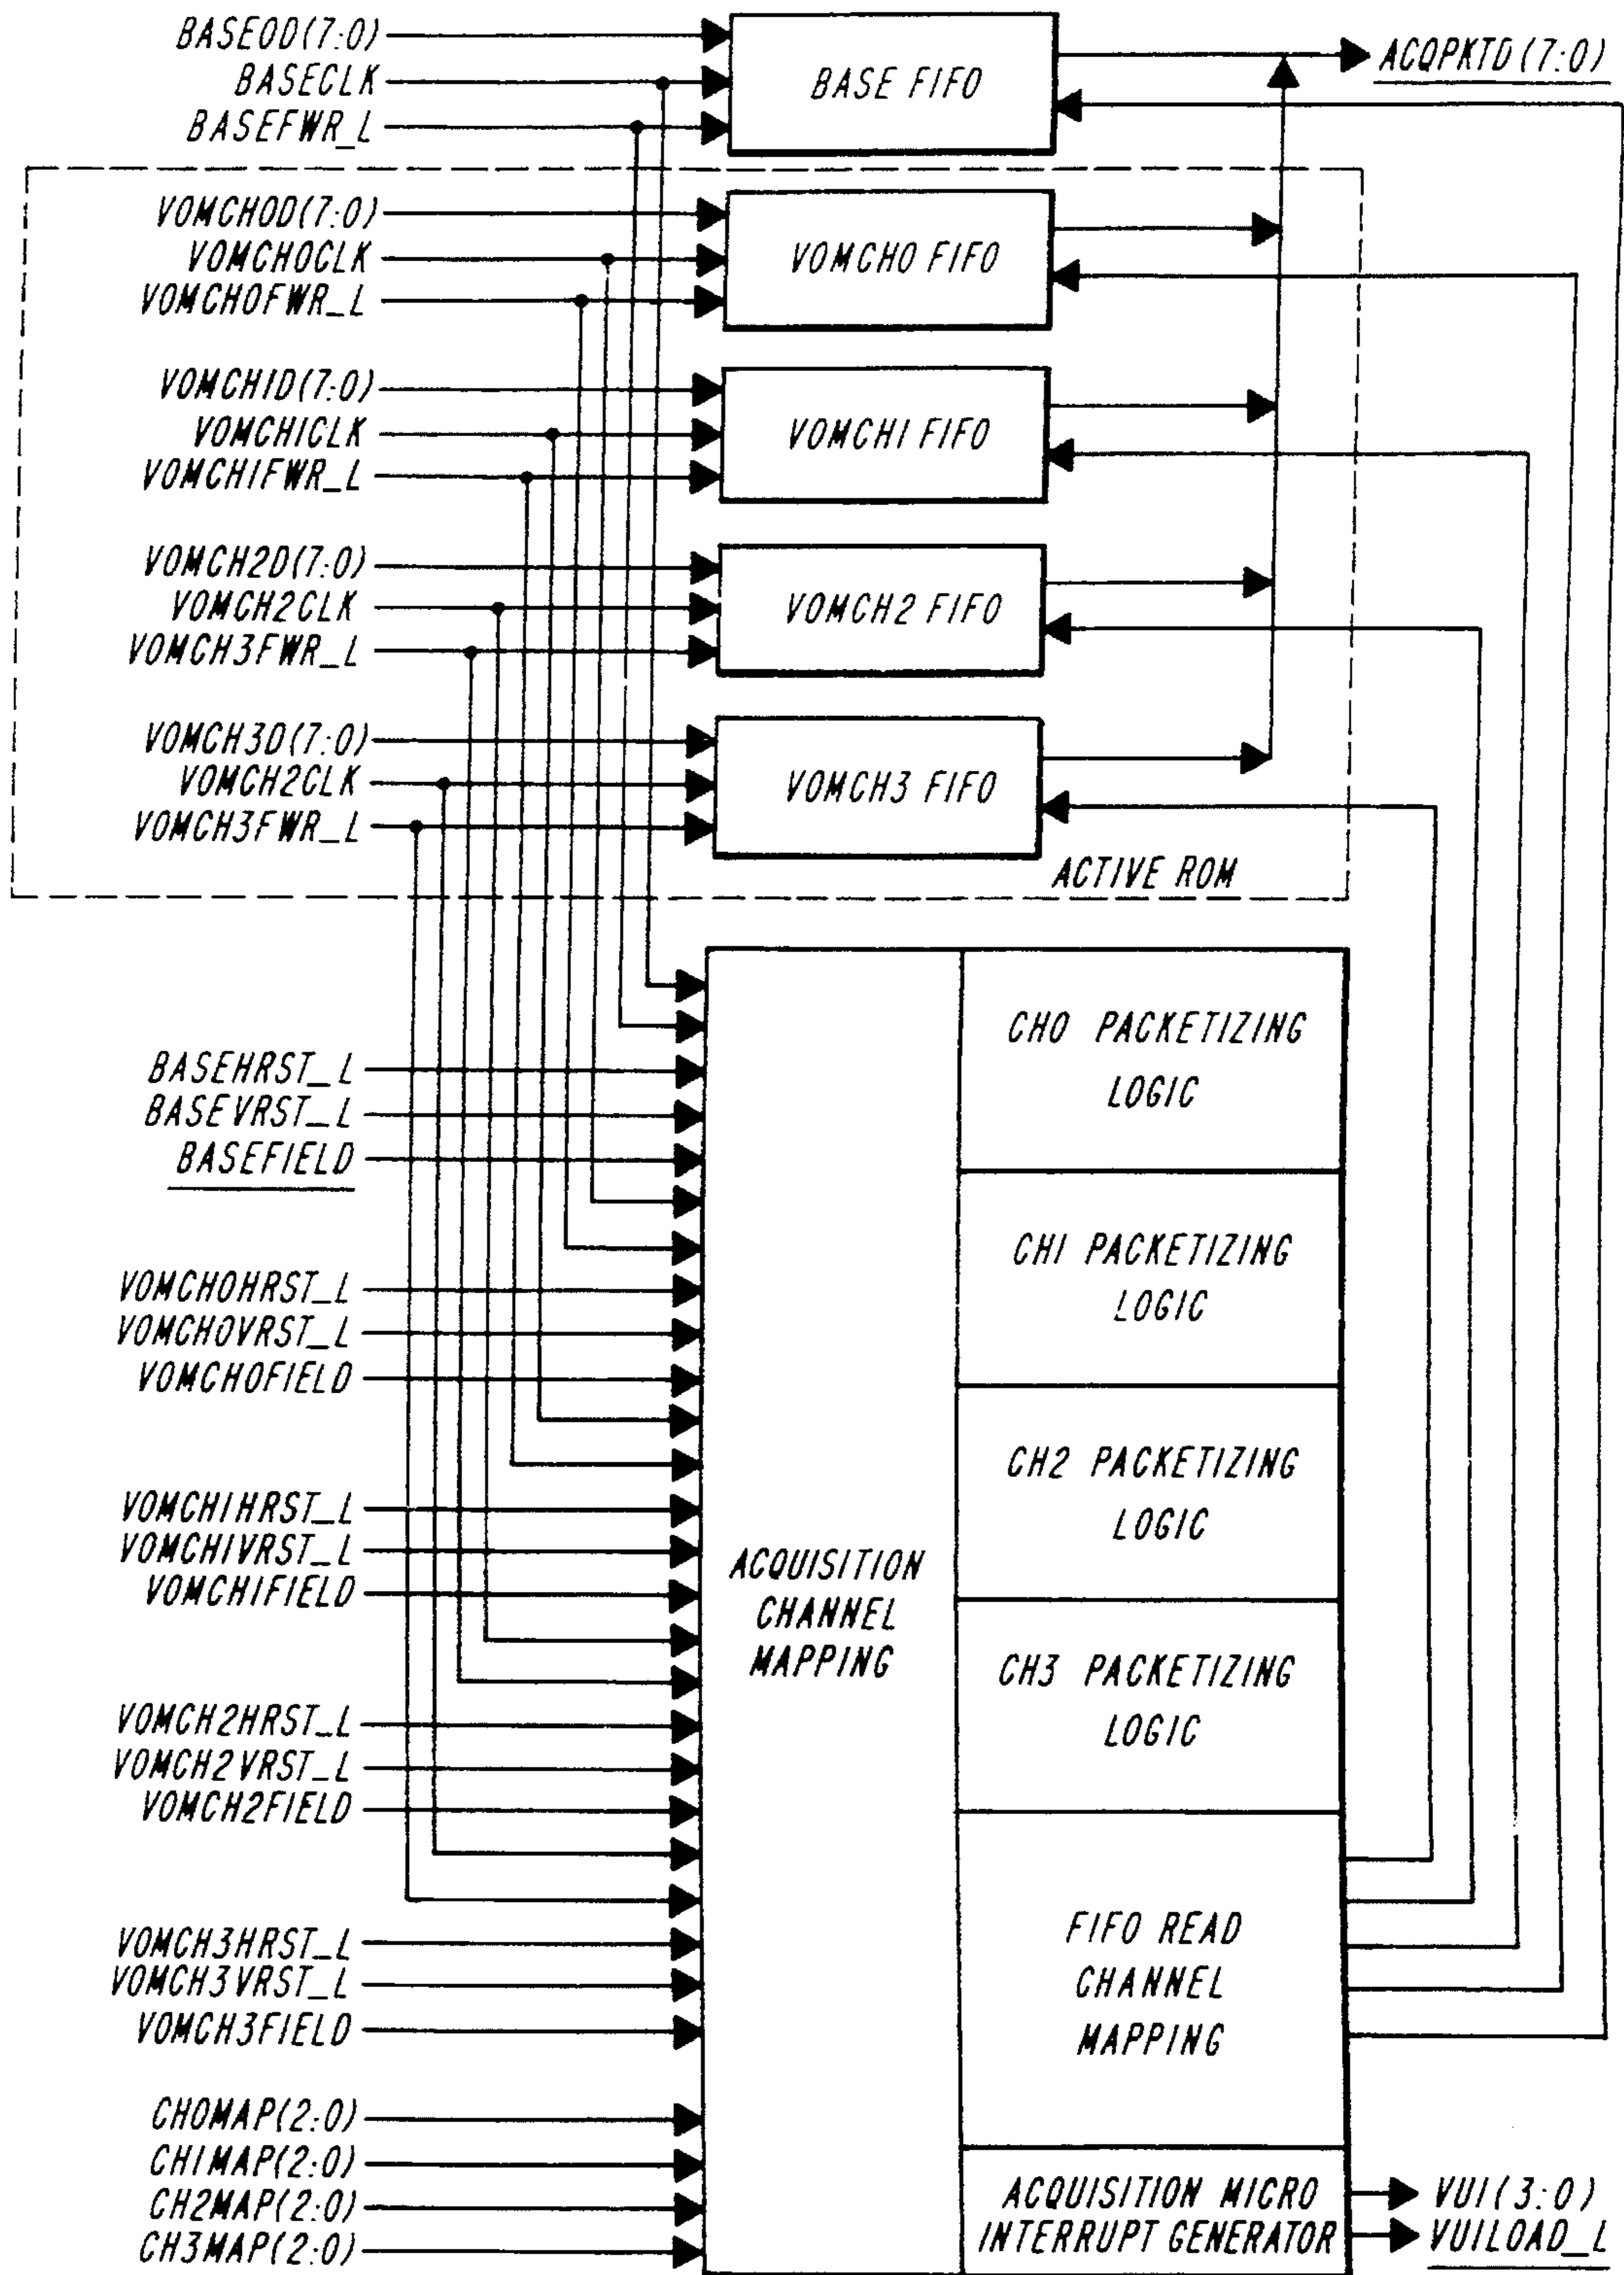 BASE0D(7:0)
BASECLK
BASEFWR_L
BASE FIFO
ACQPKTD(7:0)
VOMCH0D(7:0)
VOMCH0CLK
VOMCH0FWR_L
VOMCH0 FIFO
VOMCH1D(7:0)
VOMCH1CLK
VOMCH1FWR_L
VOMCH1 FIFO
VOMCH2D(7:0)
VOMCH2CLK
VOMCH3FWR_L
VOMCH2 FIFO
VOMCH3D(7:0)
VOMCH2CLK
VOMCH3FWR_L
VOMCH3 FIFO
ACTIVE ROM
BASEHRST_L
BASEVRST_L
BASEFIELD
VOMCH0HRST_L
VOMCH0VRST_L
VOMCH0FIELD
VOMCH1HRST_L
VOMCH1VRST_L
VOMCH1FIELD
VOMCH2HRST_L
VOMCH2VRST_L
VOMCH2FIELD
VOMCH3HRST_L
VOMCH3VRST_L
VOMCH3FIELD
CH0MAP(2:0)
CH1MAP(2:0)
CH2MAP(2:0)
CH3MAP(2:0)
ACQUISITION
CHANNEL
MAPPING
CH0 PACKETIZING
LOGIC
CH1 PACKETIZING
LOGIC
CH2 PACKETIZING
LOGIC
CH3 PACKETIZING
LOGIC
FIFO READ
CHANNEL
MAPPING
ACQUISITION MICRO
INTERRUPT GENERATOR
VUI(3:0)
VUILOAD_L